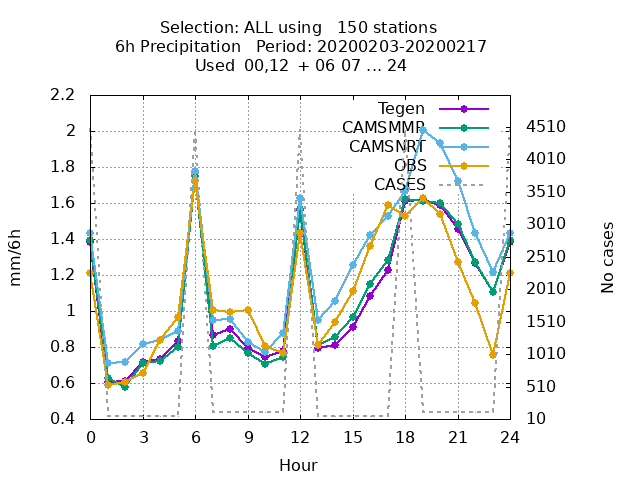 Selection: ALL using   150 stations
6h Precipitation   Period: 20200203-20200217
Used  00,12  + 06 07 ... 24
2.2
2
1.8
1.6
1.4
1.2
1
0.8
0.6
0.4
mm/6h
Tegen
CAMSMMR
CAMSNRT
OBS
CASES
4510
4010
3510
3010
2510
2010
1510
1010
510
10
No cases
0 3 6 9 12 15 18 21 24
Hour